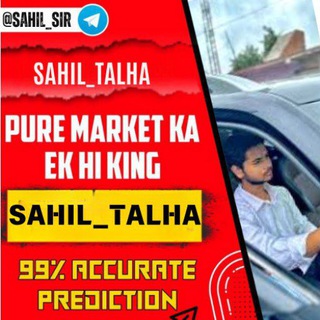 @SAHIL_SIR
SAHIL_TALHA
PURE MARKET KA
EK HI KING
SAHIL_TALHA
99% ACCURATE
PREDICTION